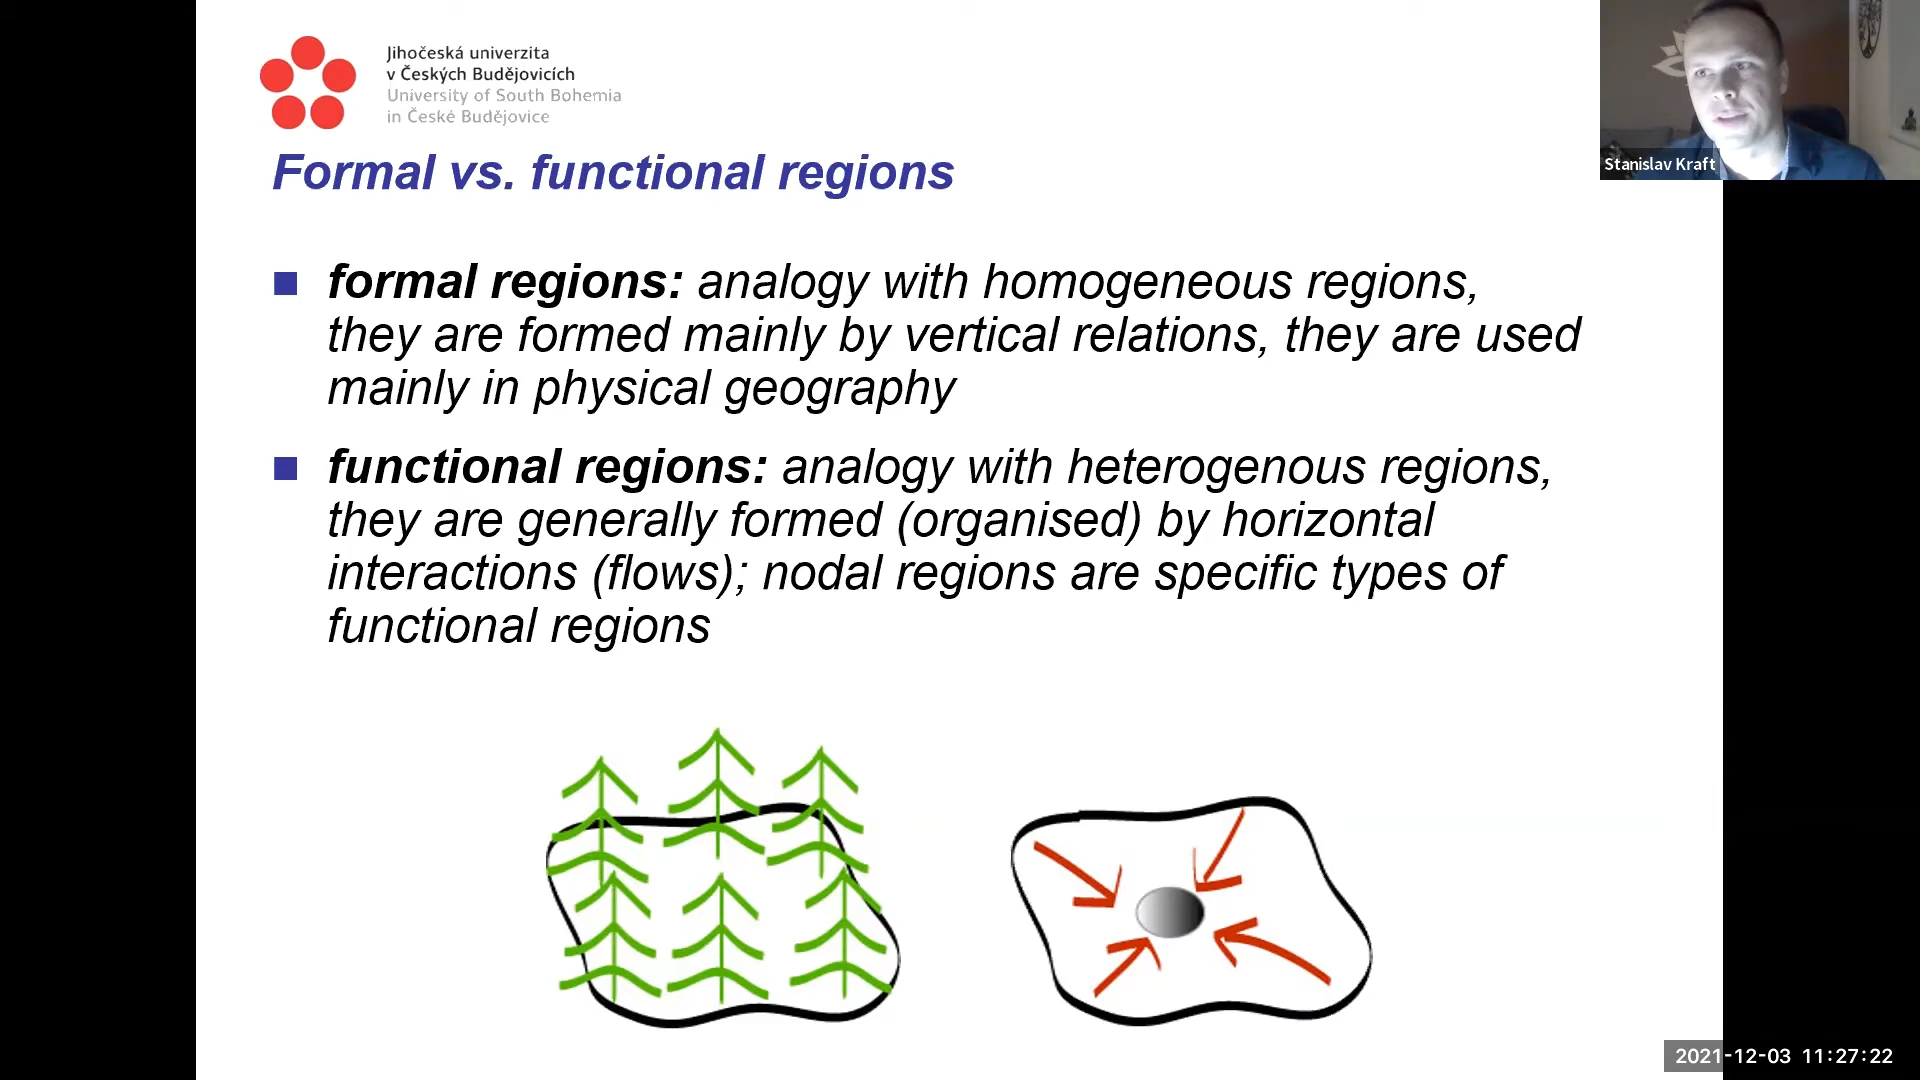 Jihočeská univerzita
v Českých Budějovicích
University of South Bohemia
in České Budějovice
Stanislav Kraft
Formal vs. functional regions
formal regions: analogy with homogeneous regions,
they are formed mainly by vertical relations, they are used
mainly in physical geography
functional regions: analogy with heterogenous regions,
they are generally formed (organised) by horizontal
interactions (flows); nodal regions are specific types of
functional regions
2021-12-03 11:27:22